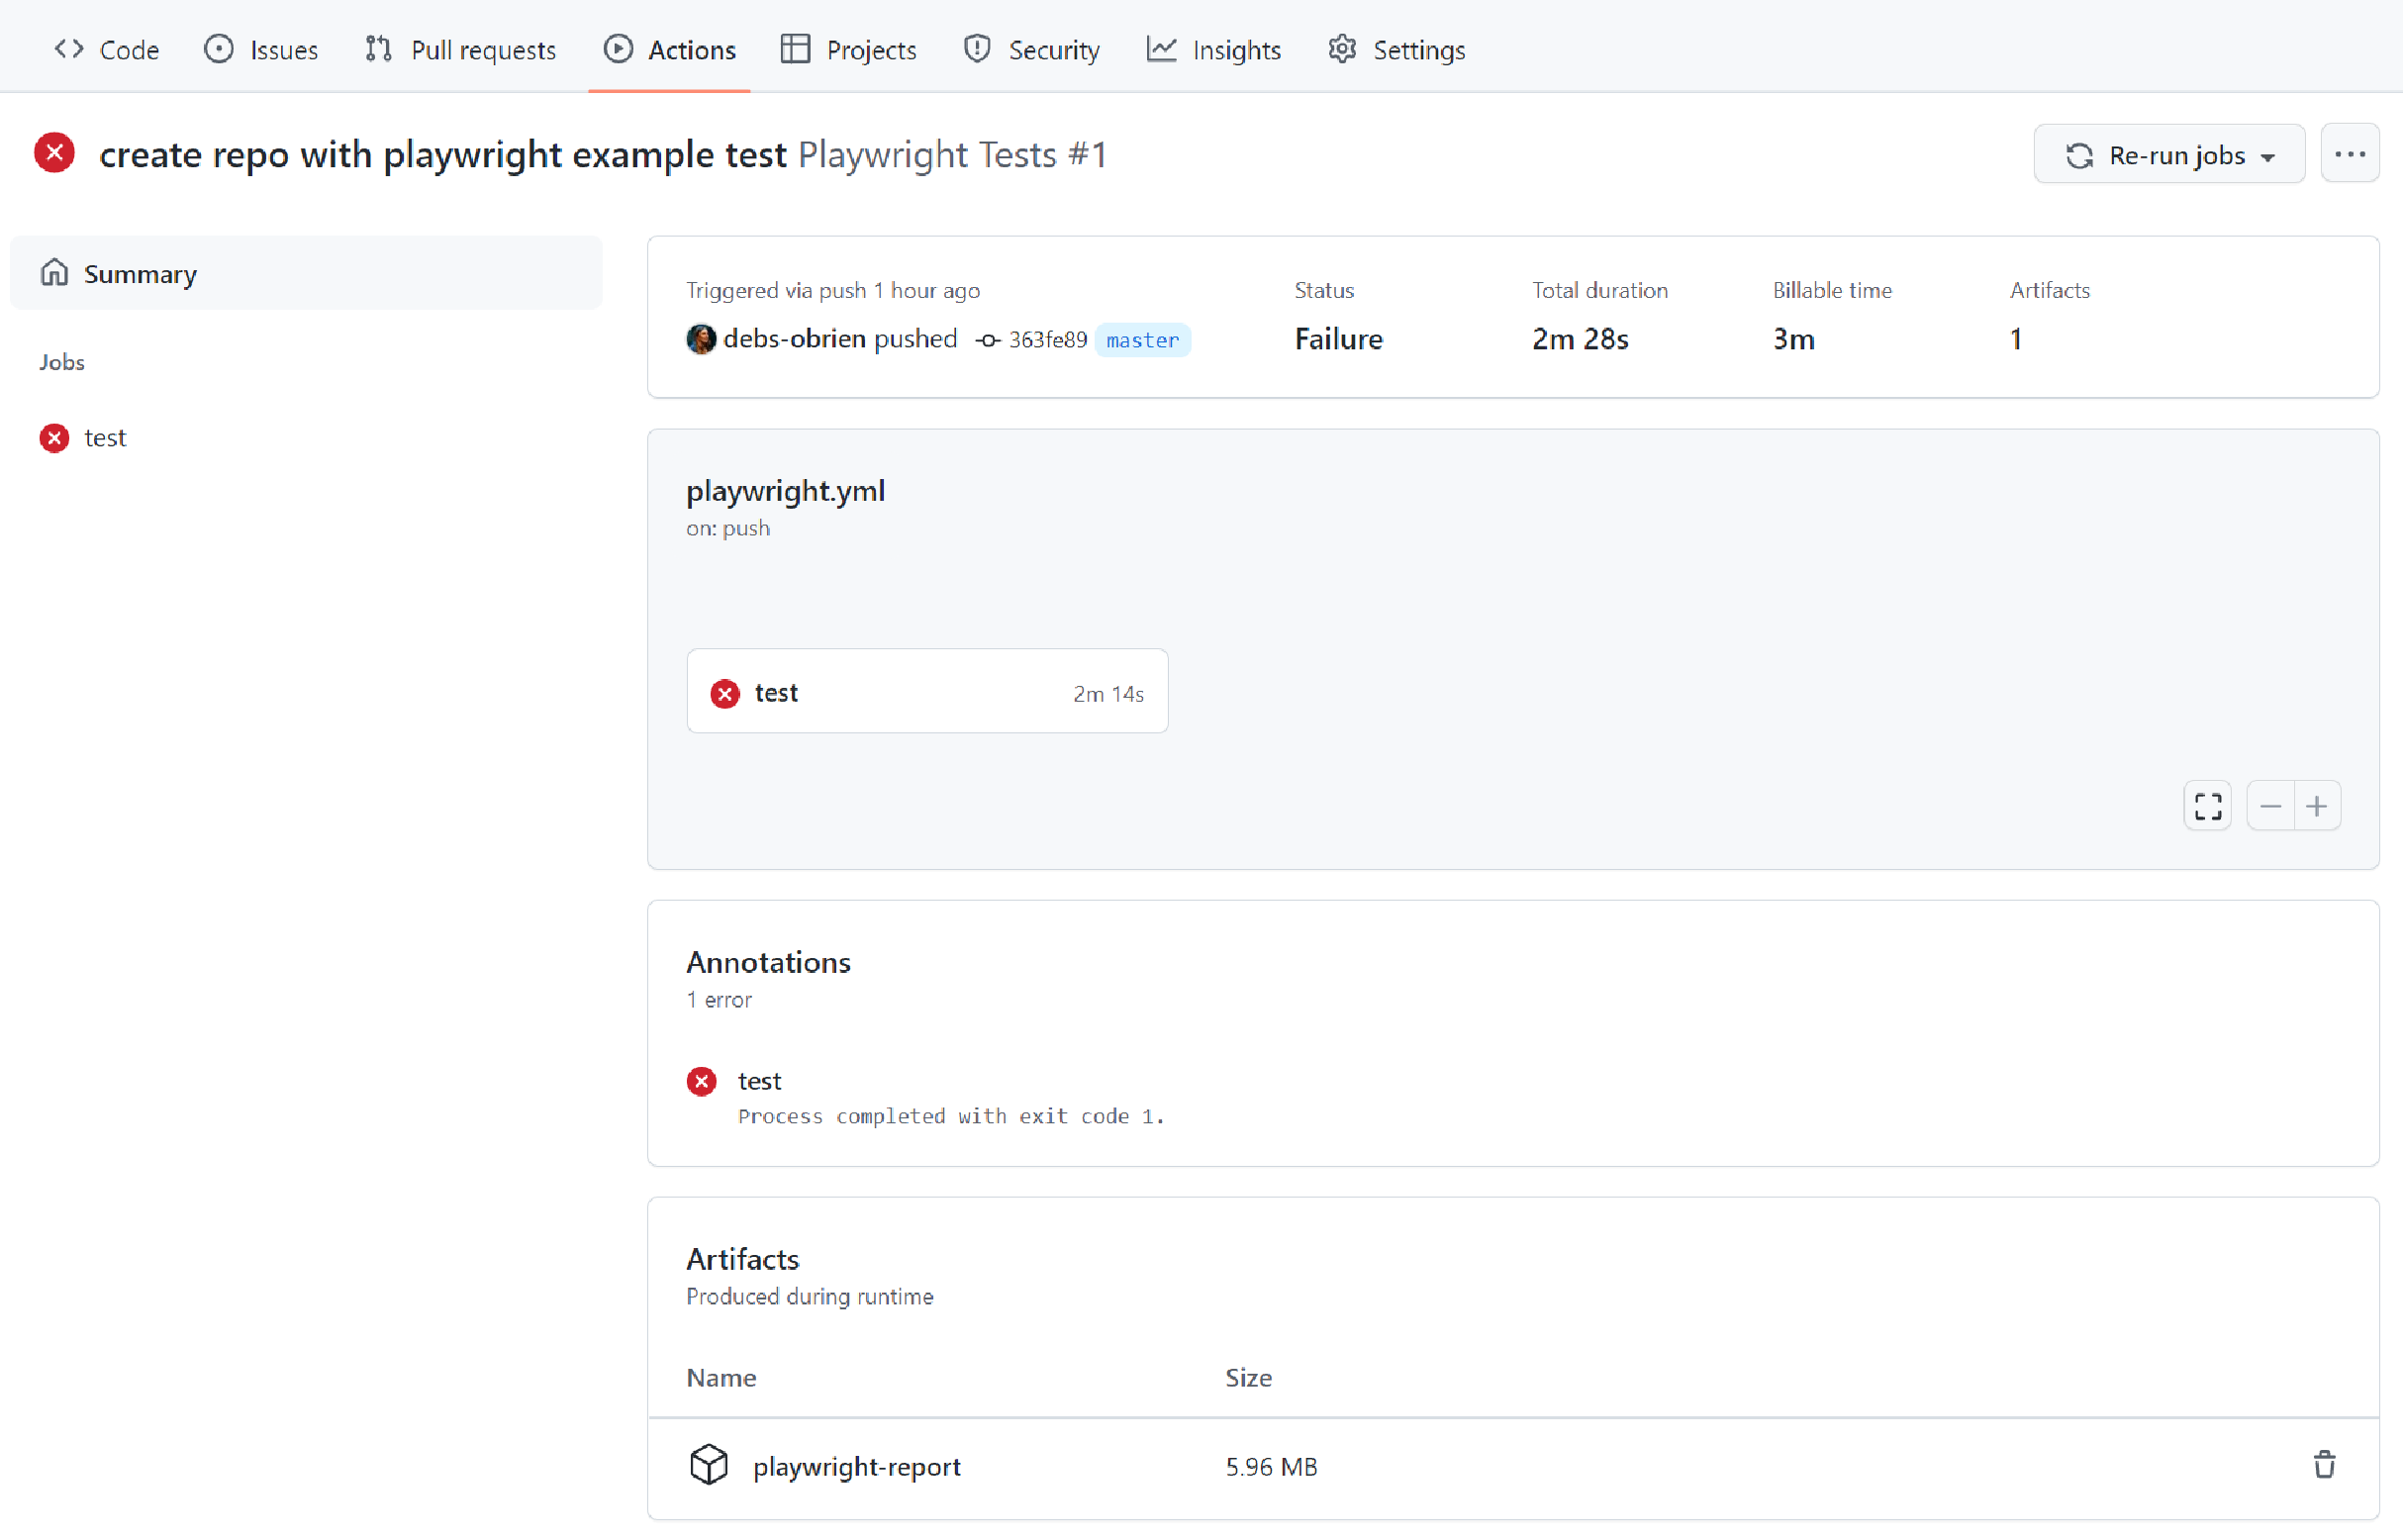 Code Issues Pull requests Actions Projects Security Insights Settings
create repo with playwright example test Playwright Tests #1
Re-run jobs
Summary
Jobs
test
Triggered via push 1 hour ago
debs-obrien pushed 363fe89 master
Status
Failure
Total duration
2m 28s
Billable time
3m
Artifacts
1
playwright.yml
on: push
test 2m 14s
Annotations
1 error
test
Process completed with exit code 1.
Artifacts
Produced during runtime
Name Size
playwright-report 5.96 MB